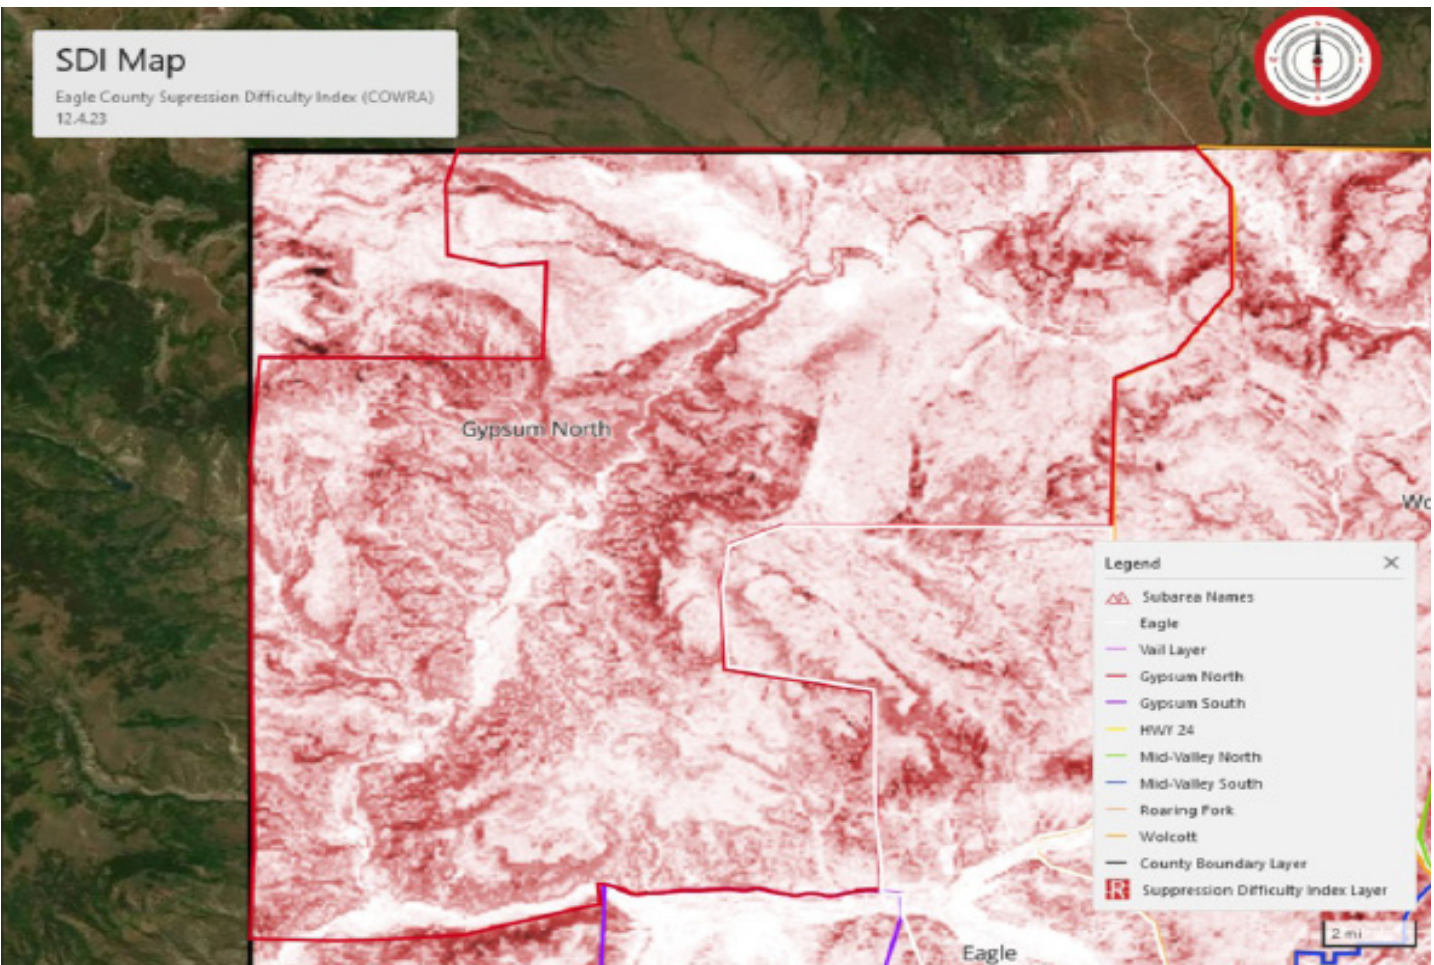 SDI Map
Eagle County Supression Difficulty Index (COWRA)
12.4.23
Gypsum North
Wo
Legend
Subarea Names
Eagle
Vail Layer
Gypsum North
Gypsum South
HWY 24
Mid-Valley North
Mid-Valley South
Roaring Fork
Wolcott
County Boundary Layer
R Suppression Difficulty Index Layer
2 mi
Eagle